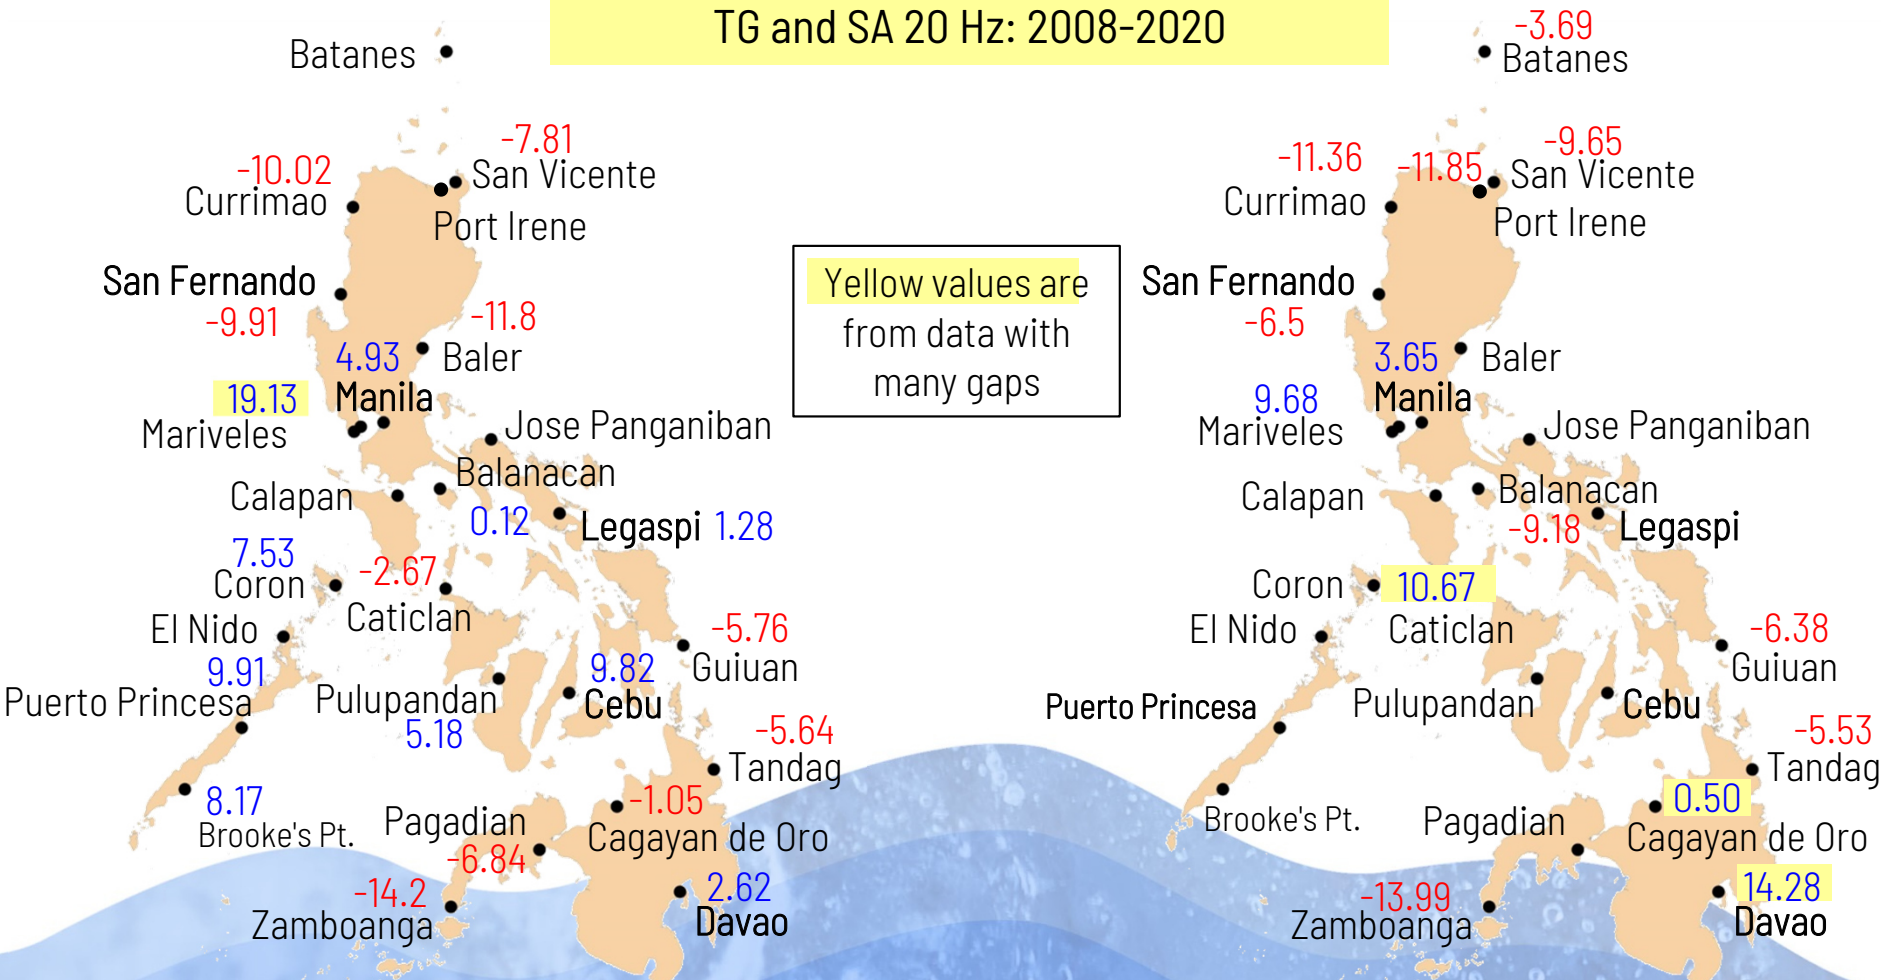 TG and SA 20 Hz: 2008-2020
Batanes
-7.81
San Vicente
-10.02
Currimao
Port Irene
San Fernando
-9.91
-11.8
Baler
4.93
Manila
19.13
Mariveles
Jose Panganiban
Balanacan
0.12
Calapan
Legaspi 1.28
7.53
Coron
-2.67
Caticlan
El Nido
9.91
Puerto Princesa
-5.76
Guiuan
9.82
Cebu
Pulupandan
5.18
-5.64
Tandag
8.17
Brooke's Pt.
Pagadian
-6.84
-1.05
Cagayan de Oro
-14.2
Zamboanga
2.62
Davao
Yellow values are
from data with
many gaps
-3.69
Batanes
-9.65
San Vicente
-11.36
Currimao
-11.85
Port Irene
San Fernando
-6.5
3.65
Manila
Baler
9.68
Mariveles
Jose Panganiban
Balanacan
-9.18
Calapan
Legaspi
Coron
10.67
Caticlan
El Nido
-6.38
Guiuan
Puerto Princesa
Pulupandan
Cebu
-5.53
Tandag
Brooke's Pt.
Pagadian
0.50
Cagayan de Oro
-13.99
Zamboanga
14.28
Davao